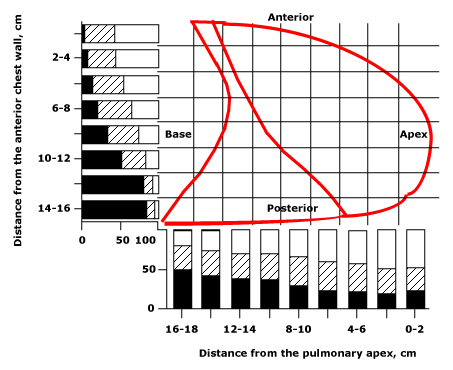 Anterior
Distance from the anterior chest wall, cm
2-4
6-8
Base
Apex
10-12
14-16
Posterior
0 50 100
50
0
16-18 12-14 8-10 4-6 0-2
Distance from the pulmonary apex, cm